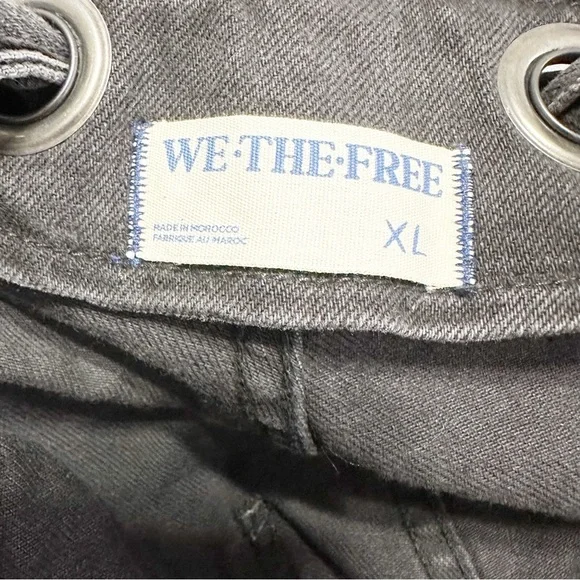 WE·THE·FREE
MADE IN MOROCCO
FABRIQUE AU MAROC
XL